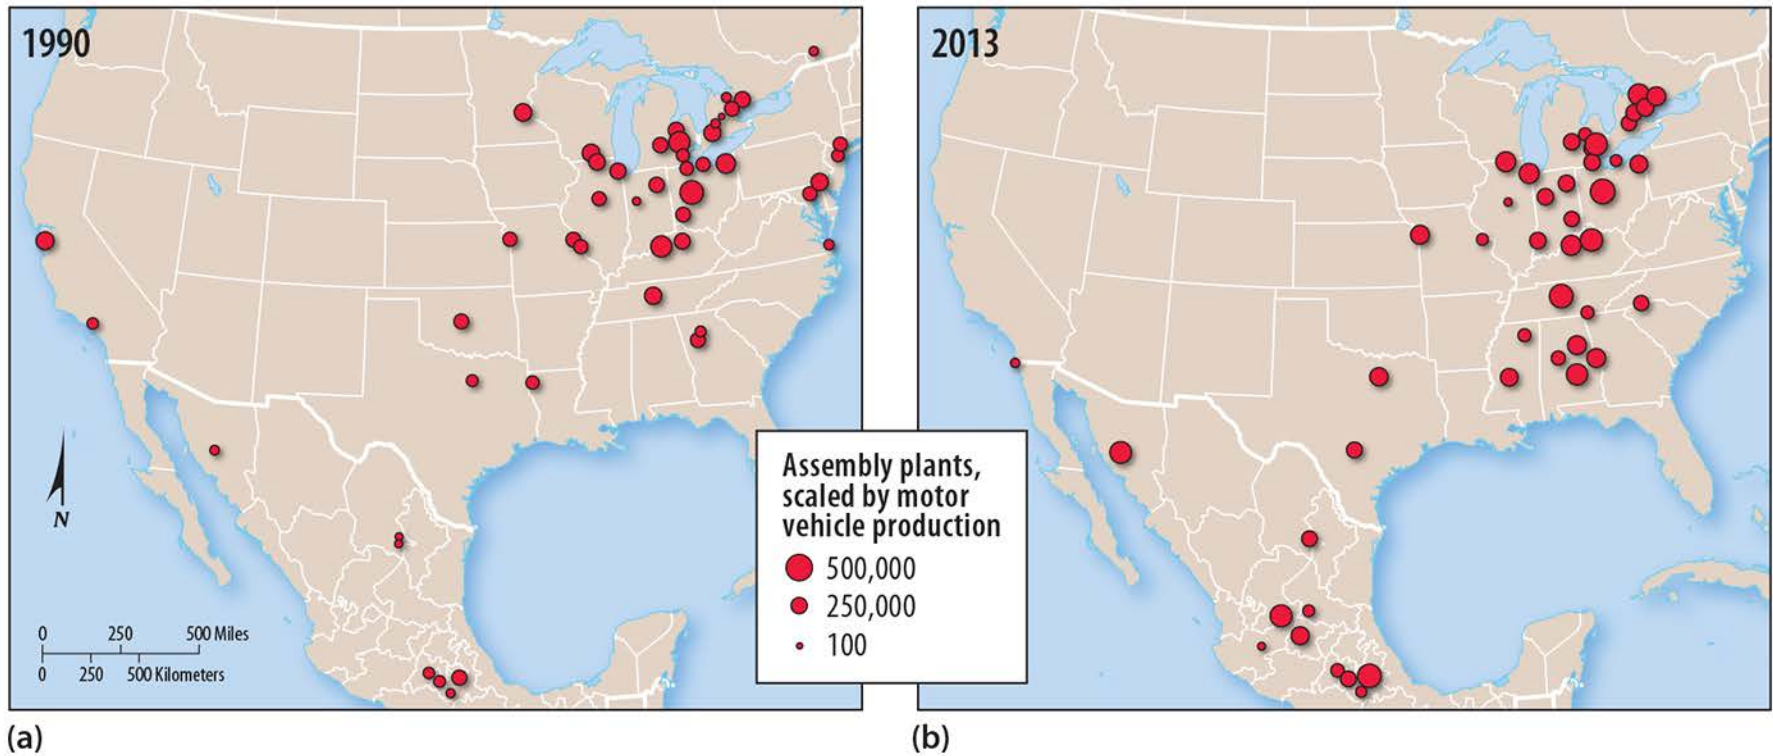 1990
2013
N
0 250 500 Miles
0 250 500 Kilometers
Assembly plants,
scaled by motor
vehicle production
500,000
250,000
100
(a)
(b)